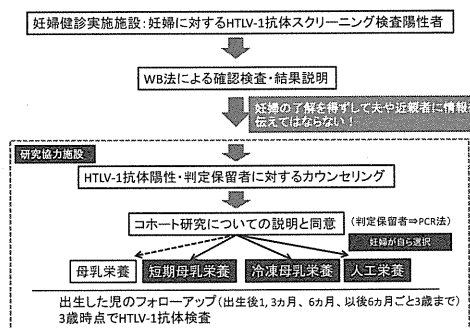 妊婦健診実施施設：妊婦に対するHTLV-1抗体スクリーニング検査陽性者
WB法による確認検査・結果説明
妊婦の了解を得ずして夫や近親者に情報を
伝えてはならない！
研究協力施設
HTLV-1抗体陽性・判定保留者に対するカウンセリング
コホート研究についての説明と同意
(判定保留者⇒PCR法)
妊婦が自ら選択
母乳栄養
短期母乳栄養
冷凍母乳栄養
人工栄養
出生した児のフォローアップ（出生後1, 3ヵ月、 6ヵ月、以後6ヵ月ごと3歳まで）
3歳時点でHTLV-1抗体検査